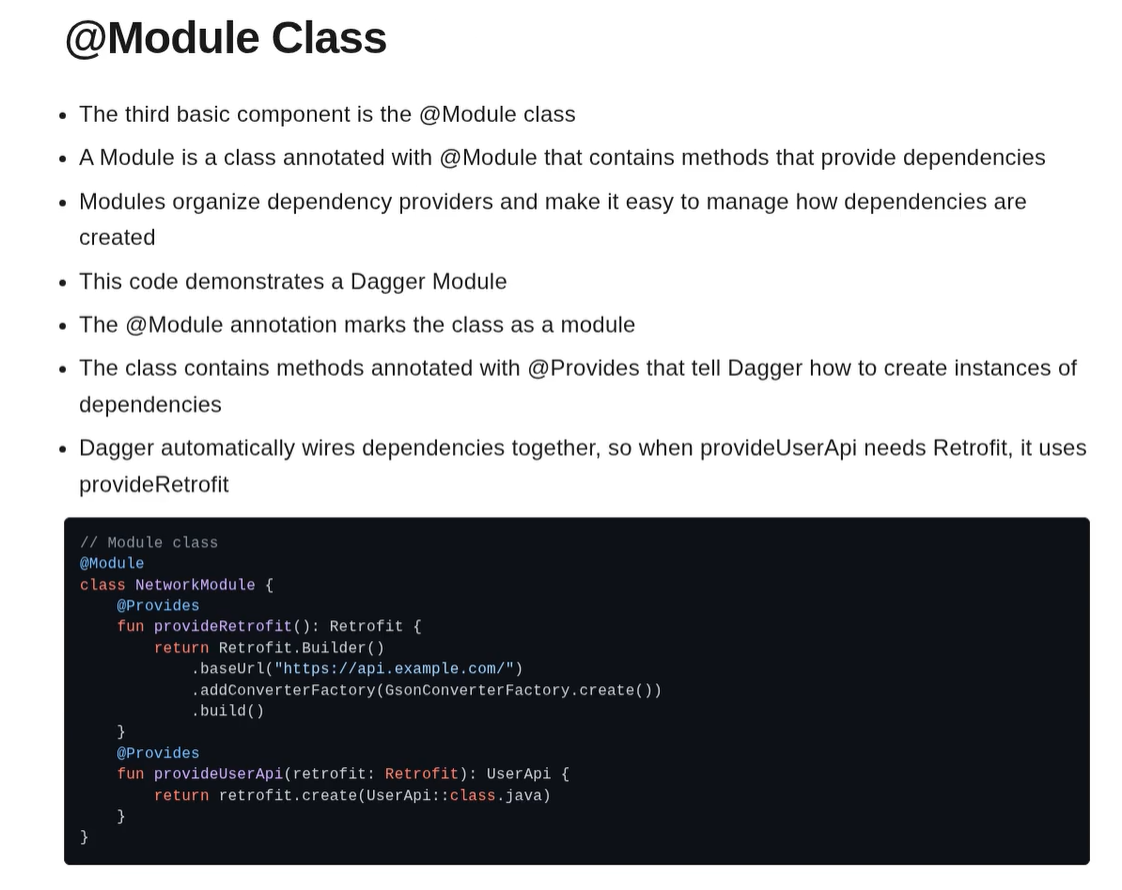 @Module Class
• The third basic component is the @Module class
• A Module is a class annotated with @Module that contains methods that provide dependencies
• Modules organize dependency providers and make it easy to manage how dependencies are
created
• This code demonstrates a Dagger Module
• The @Module annotation marks the class as a module
• The class contains methods annotated with @Provides that tell Dagger how to create instances of
dependencies
• Dagger automatically wires dependencies together, so when provideUserApi needs Retrofit, it uses
provideRetrofit
// Module class
@Module
class NetworkModule {
    @Provides
    fun provideRetrofit(): Retrofit {
        return Retrofit.Builder()
            .baseUrl("https://api.example.com/")
            .addConverterFactory(GsonConverterFactory.create())
            .build()
    }
    @Provides
    fun provideUserApi(retrofit: Retrofit): UserApi {
        return retrofit.create(UserApi::class.java)
    }
}